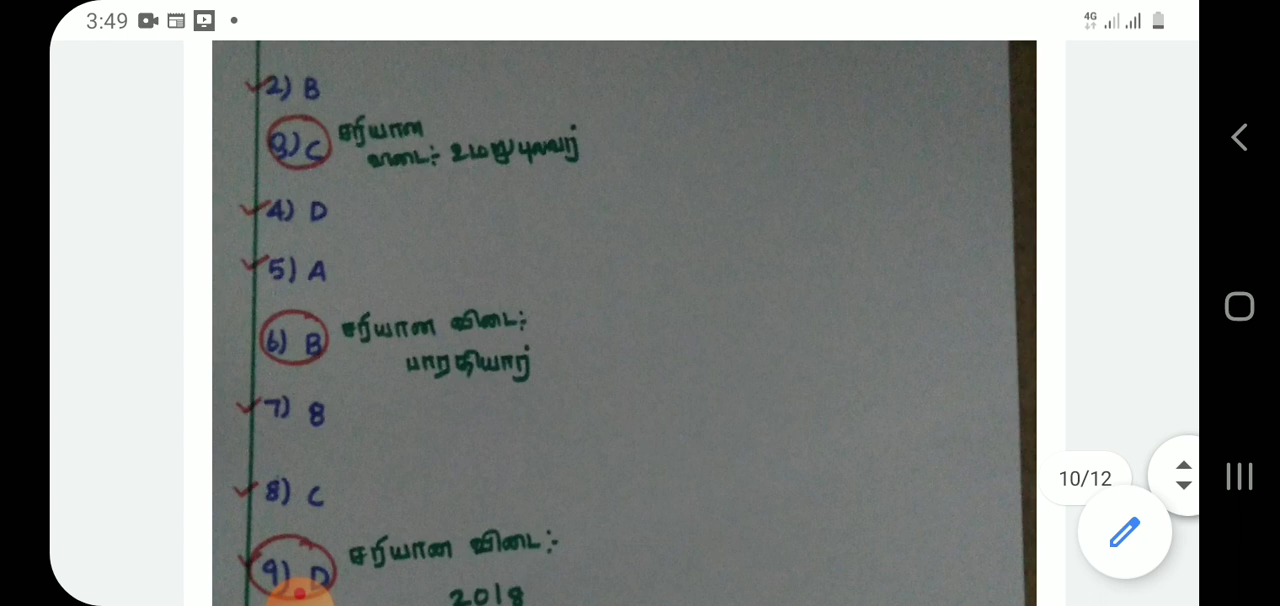 3:49
4G
2) B
3) C சரியான
விடை:- உமறுபுலவர்
4) D
5) A
6) B சரியான விடை:-
பாரதியார்
7) B
8) C
9) D சரியான விடை:-
2018
10/12